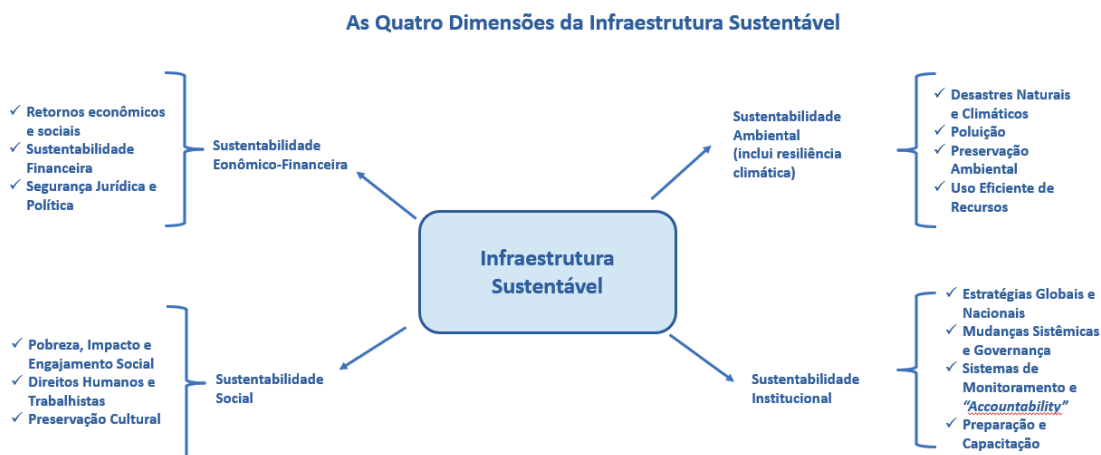 As Quatro Dimensões da Infraestrutura Sustentável
✓ Retornos econômicos
e sociais
✓ Sustentabilidade
Financeira
✓ Segurança Jurídica e
Política
Sustentabilidade
Eonômico-Financeira
Sustentabilidade
Ambiental
(inclui resiliência
climática)
✓ Desastres Naturais
e Climáticos
✓ Poluição
✓ Preservação
Ambiental
✓ Uso Eficiente de
Recursos
Infraestrutura
Sustentável
✓ Pobreza, Impacto e
Engajamento Social
✓ Direitos Humanos e
Trabalhistas
✓ Preservação Cultural
Sustentabilidade
Social
Sustentabilidade
Institucional
✓ Estratégias Globais e
Nacionais
✓ Mudanças Sistêmicas
e Governança
✓ Sistemas de
Monitoramento e
“Accountability”
✓ Preparação e
Capacitação